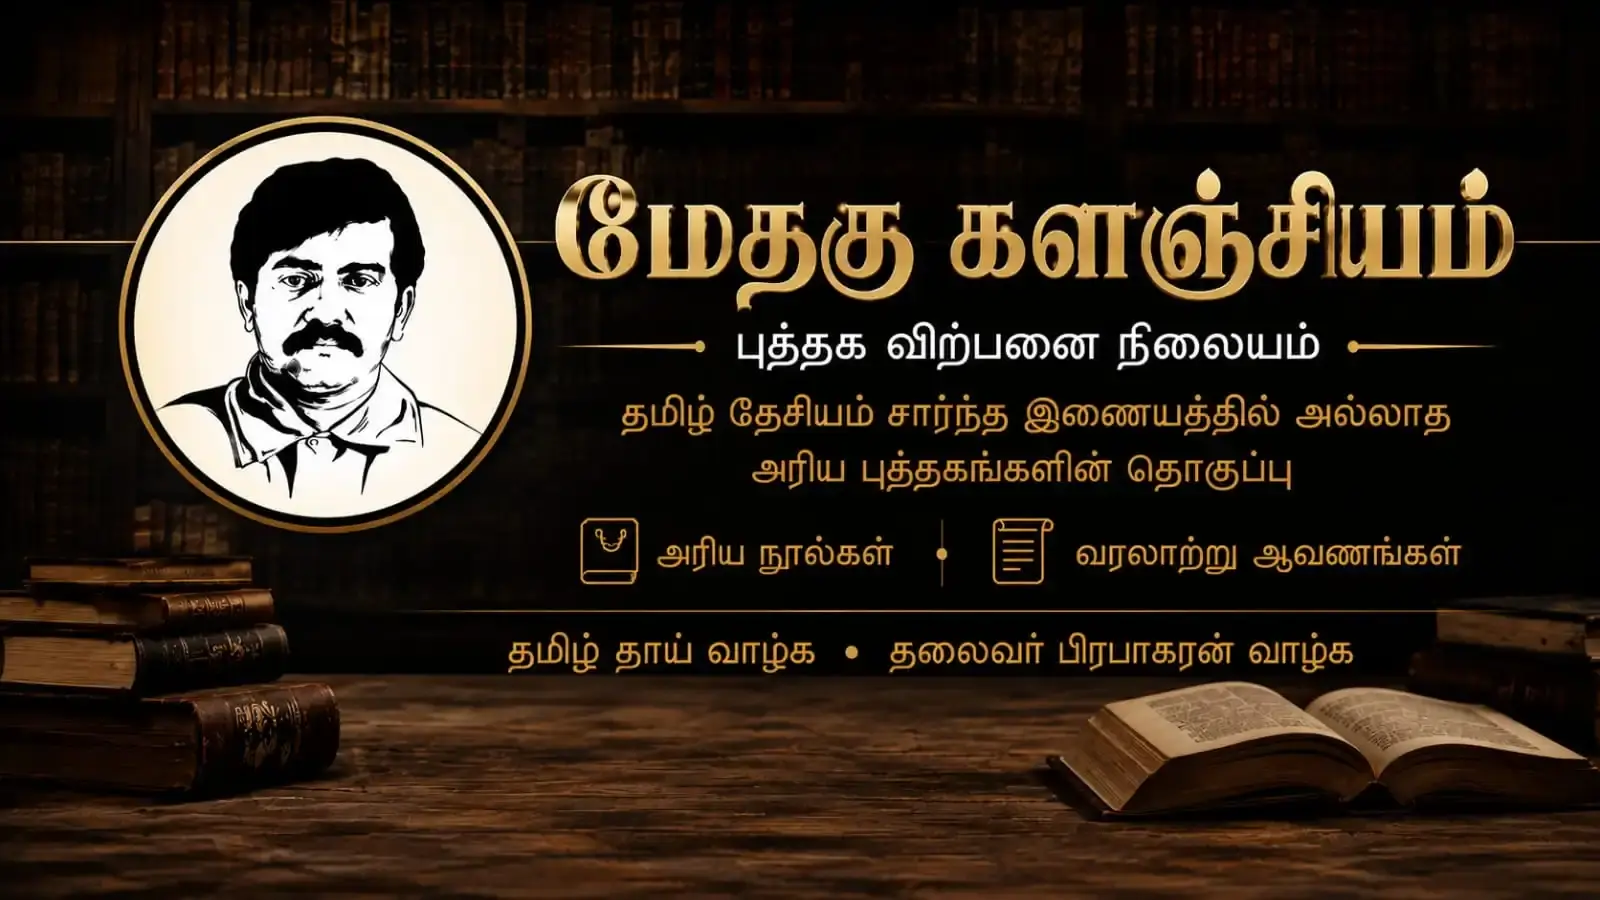 மேதகு களஞ்சியம்
புத்தக விற்பனை நிலையம்
தமிழ் தேசியம் சார்ந்த இணையத்தில் அல்லாத
அரிய புத்தகங்களின் தொகுப்பு
அரிய நூல்கள் • வரலாற்று ஆவணங்கள்
தமிழ் தாய் வாழ்க • தலைவர் பிரபாகரன் வாழ்க